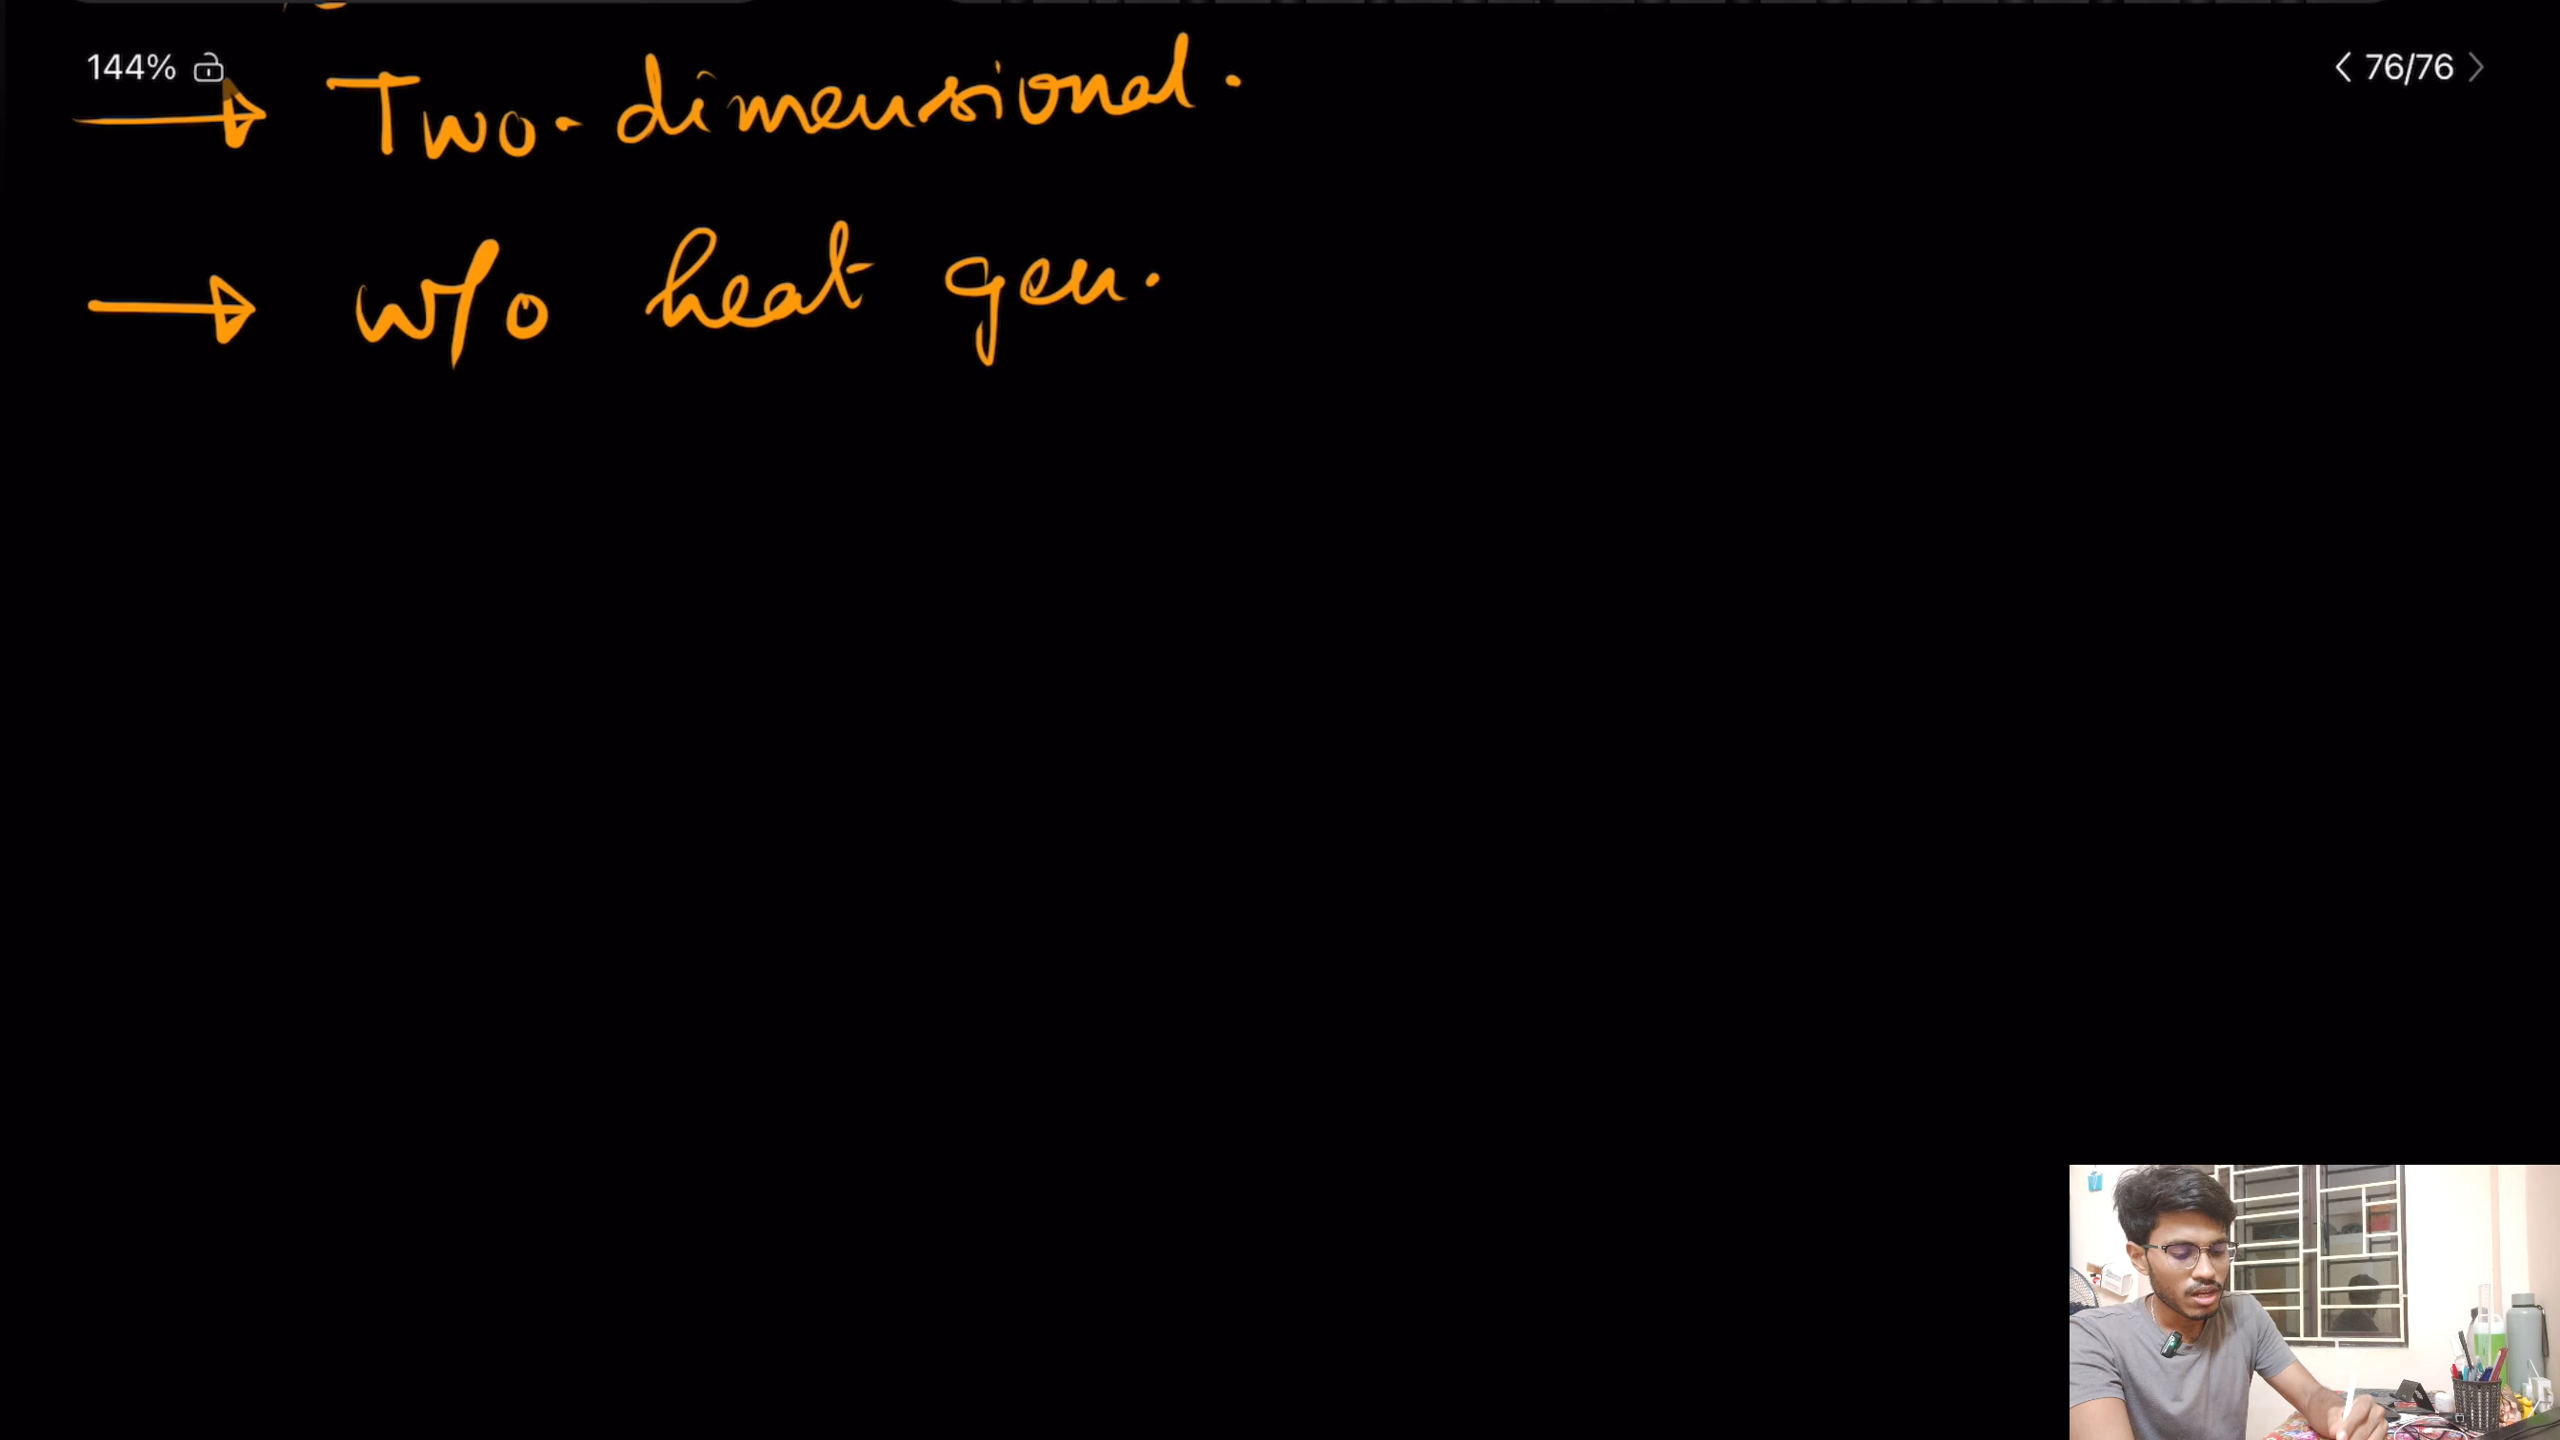 144%
76/76
→ Two-dimensional.
→ w/o heat gen.